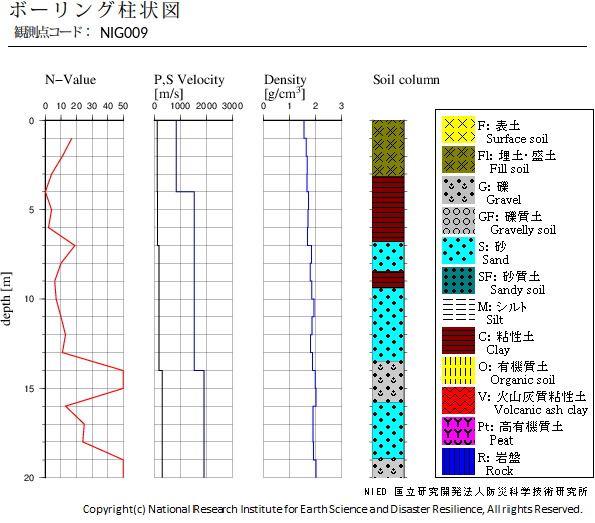 ボーリング柱状図
観測点コード： NIG009
N−Value
P,S Velocity
[m/s]
Density
[g/cm³]
Soil column
0 10 20 30 40 50
0 1000 2000 3000
0 1 2 3
0
5
10
15
20
depth [m]
F: 表土
Surface soil
Fl: 埋土・盛土
Fill soil
G: 礫
Gravel
GF: 礫質土
Gravelly soil
S: 砂
Sand
SF: 砂質土
Sandy soil
M: シルト
Silt
C: 粘性土
Clay
O: 有機質土
Organic soil
V: 火山灰質粘性土
Volcanic ash clay
Pt: 高有機質土
Peat
R: 岩盤
Rock
NIED 国立研究開発法人防災科学技術研究所
Copyright(c) National Research Institute for Earth Science and Disaster Resilience, All rights Reserved.